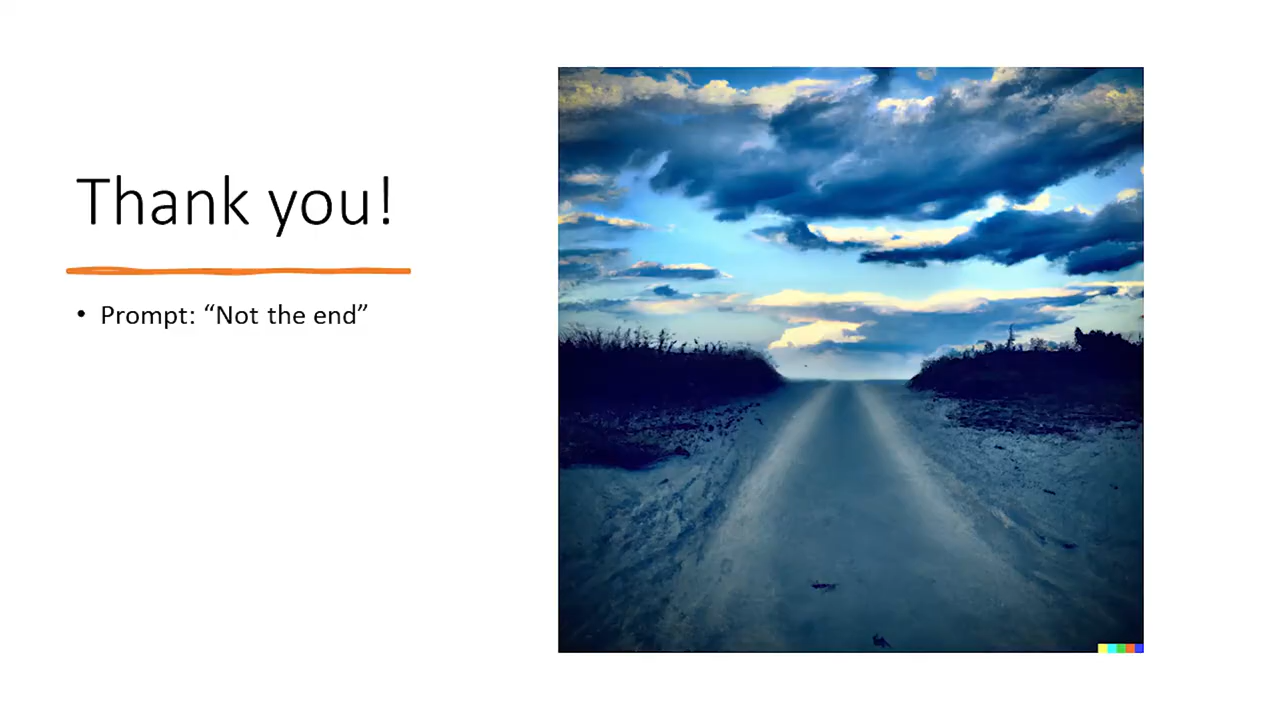 Thank you!
• Prompt: “Not the end”